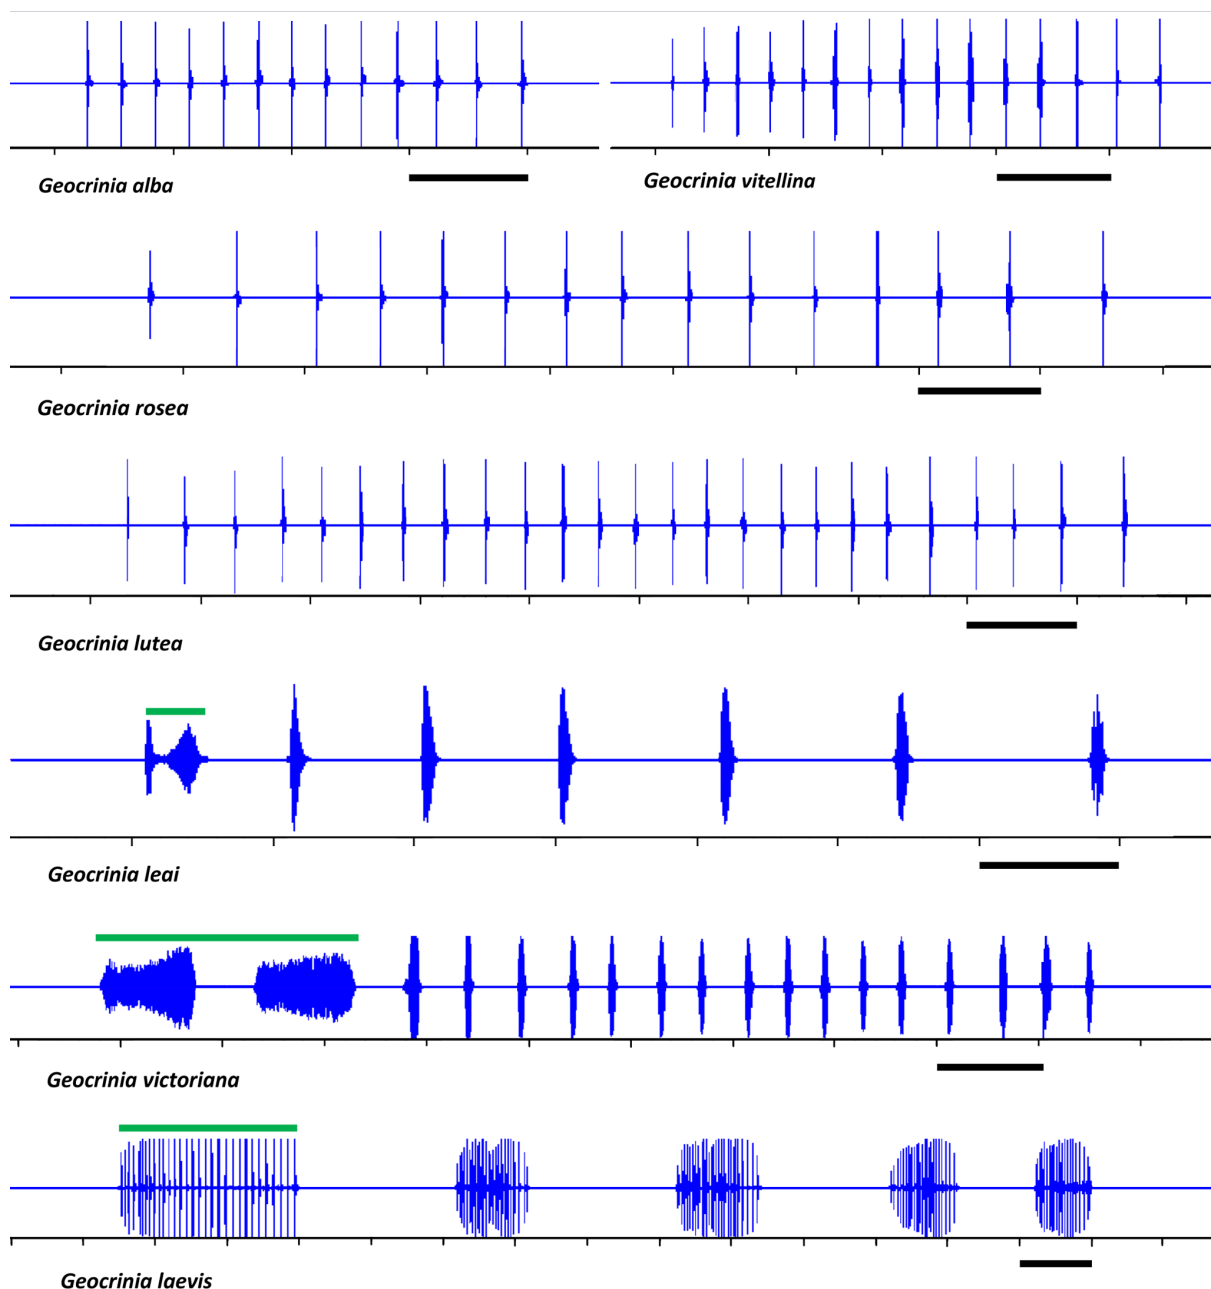 Geocrinia alba
Geocrinia vitellina
Geocrinia rosea
Geocrinia lutea
Geocrinia leai
Geocrinia victoriana
Geocrinia laevis